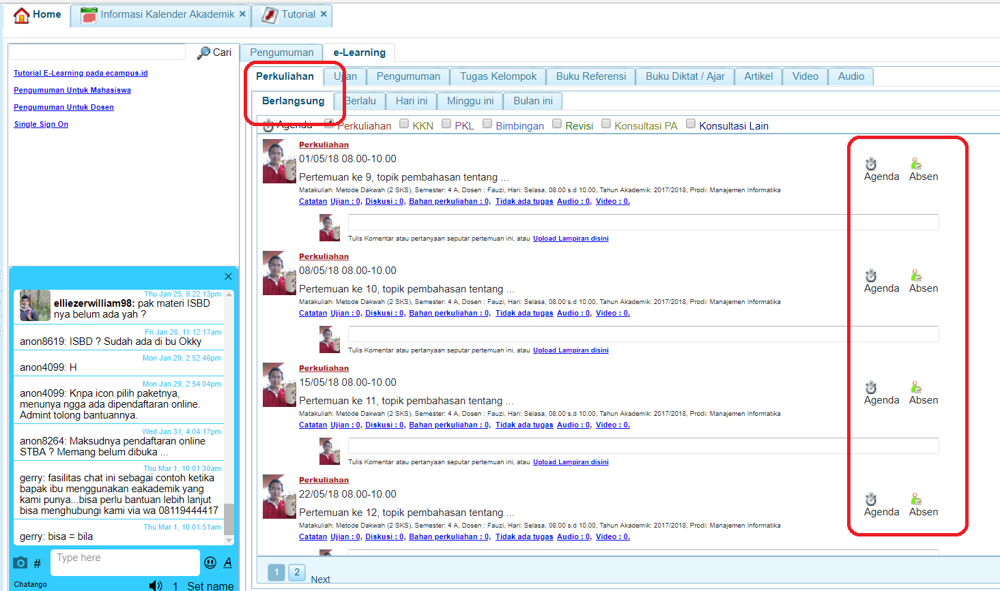 Home
Informasi Kalender Akademik ×
Tutorial ×
Cari
Tutorial E-Learning pada ecampus.id
Pengumuman Untuk Mahasiswa
Pengumuman Untuk Dosen
Single Sign On
Pengumuman e-Learning
Perkuliahan Ujian Pengumuman Tugas Kelompok Buku Referensi Buku Diktat / Ajar Artikel Video Audio
Berlangsung Berlalu Hari ini Minggu ini Bulan ini
Agenda Perkuliahan KKN PKL Bimbingan Revisi Konsultasi PA Konsultasi Lain
Perkuliahan
01/05/18 08.00-10.00
Pertemuan ke 9, topik pembahasan tentang ...
Matakuliah: Metode Dakwah (2 SKS), Semester: 4 A, Dosen : Fauzi, Hari: Selasa, 08.00 s.d 10.00, Tahun Akademik: 2017/2018, Prodi: Manajemen Informatika
Catatan Ujian : 0, Diskusi : 0, Bahan perkuliahan : 0, Tidak ada tugas Audio : 0, Video : 0.
Agenda Absen
Tulis Komentar atau pertanyaan seputar pertemuan ini, atau Upload Lampiran disini
Perkuliahan
08/05/18 08.00-10.00
Pertemuan ke 10, topik pembahasan tentang ...
Matakuliah: Metode Dakwah (2 SKS), Semester: 4 A, Dosen : Fauzi, Hari: Selasa, 08.00 s.d 10.00, Tahun Akademik: 2017/2018, Prodi: Manajemen Informatika
Catatan Ujian : 0, Diskusi : 0, Bahan perkuliahan : 0, Tidak ada tugas Audio : 0, Video : 0.
Agenda Absen
Tulis Komentar atau pertanyaan seputar pertemuan ini, atau Upload Lampiran disini
Perkuliahan
15/05/18 08.00-10.00
Pertemuan ke 11, topik pembahasan tentang ...
Matakuliah: Metode Dakwah (2 SKS), Semester: 4 A, Dosen : Fauzi, Hari: Selasa, 08.00 s.d 10.00, Tahun Akademik: 2017/2018, Prodi: Manajemen Informatika
Catatan Ujian : 0, Diskusi : 0, Bahan perkuliahan : 0, Tidak ada tugas Audio : 0, Video : 0.
Agenda Absen
Tulis Komentar atau pertanyaan seputar pertemuan ini, atau Upload Lampiran disini
Perkuliahan
22/05/18 08.00-10.00
Pertemuan ke 12, topik pembahasan tentang ...
Matakuliah: Metode Dakwah (2 SKS), Semester: 4 A, Dosen : Fauzi, Hari: Selasa, 08.00 s.d 10.00, Tahun Akademik: 2017/2018, Prodi: Manajemen Informatika
Catatan Ujian : 0, Diskusi : 0, Bahan perkuliahan : 0, Tidak ada tugas Audio : 0, Video : 0.
Agenda Absen
1 2 Next
Thu Jan 25, 9:22:13pm
elliezerwilliam98: pak materi ISBD
nya belum ada yah ?
Fri Jan 26, 11:12:17am
anon8619: ISBD ? Sudah ada di bu Okky
Mon Jan 29, 2:52:46pm
anon4099: H
Mon Jan 29, 2:54:04pm
anon4099: Knpa icon pilih paketnya,
menunya ngga ada dipendaftaran online.
Admint tolong bantuannya.
Wed Jan 31, 4:04:17pm
anon8264: Maksudnya pendaftaran online
STBA ? Memang belum dibuka ...
Thu Mar 1, 10:01:30am
gerry: fasilitas chat ini sebagai contoh ketika
bapak ibu menggunakan eakademik yang
kami punya...bisa perlu bantuan lebih lanjut
bisa menghubungi kami via wa 08119444417
Thu Mar 1, 10:01:51am
gerry: bisa = bila
# Type here A
Chatango 1 Set name